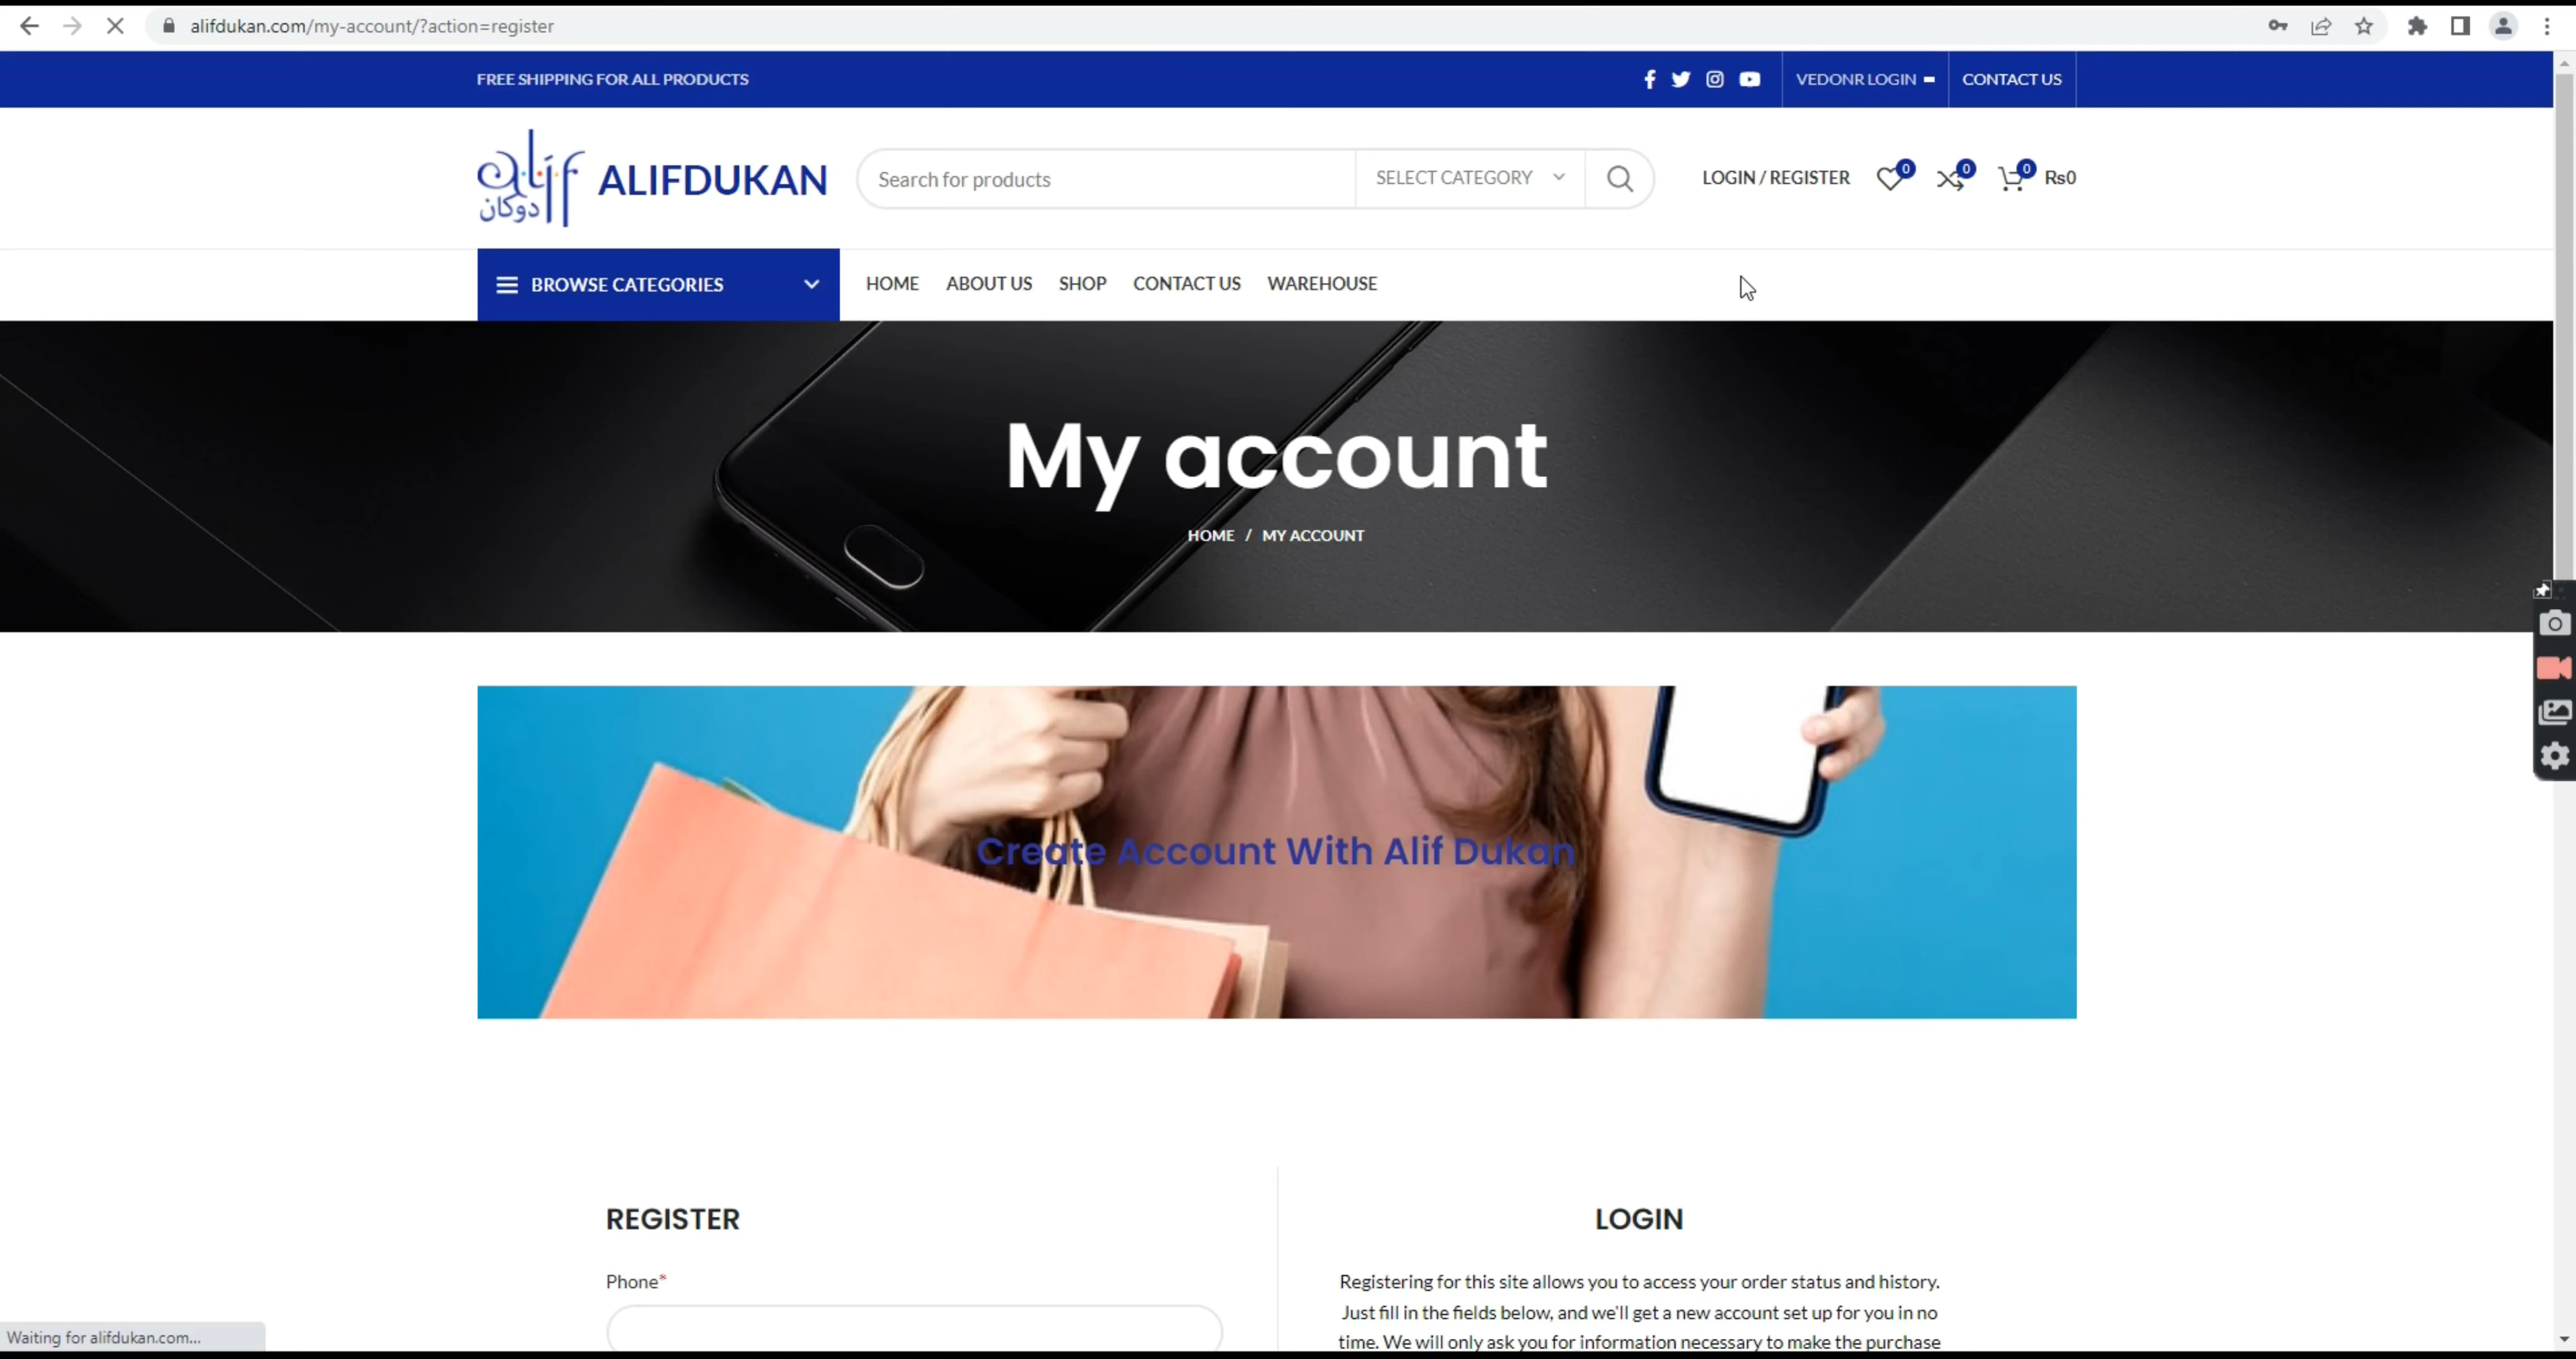 alifdukan.com/my-account/?action=register
FREE SHIPPING FOR ALL PRODUCTS
VEDONR LOGIN
CONTACT US
alif
دوكان
ALIFDUKAN
Search for products
SELECT CATEGORY
LOGIN / REGISTER
0
0
0
₨0
BROWSE CATEGORIES
HOME
ABOUT US
SHOP
CONTACT US
WAREHOUSE
My account
HOME / MY ACCOUNT
Create Account With Alif Dukan
REGISTER
Phone*
LOGIN
Registering for this site allows you to access your order status and history.
Just fill in the fields below, and we'll get a new account set up for you in no
time. We will only ask you for information necessary to make the purchase
Waiting for alifdukan.com...